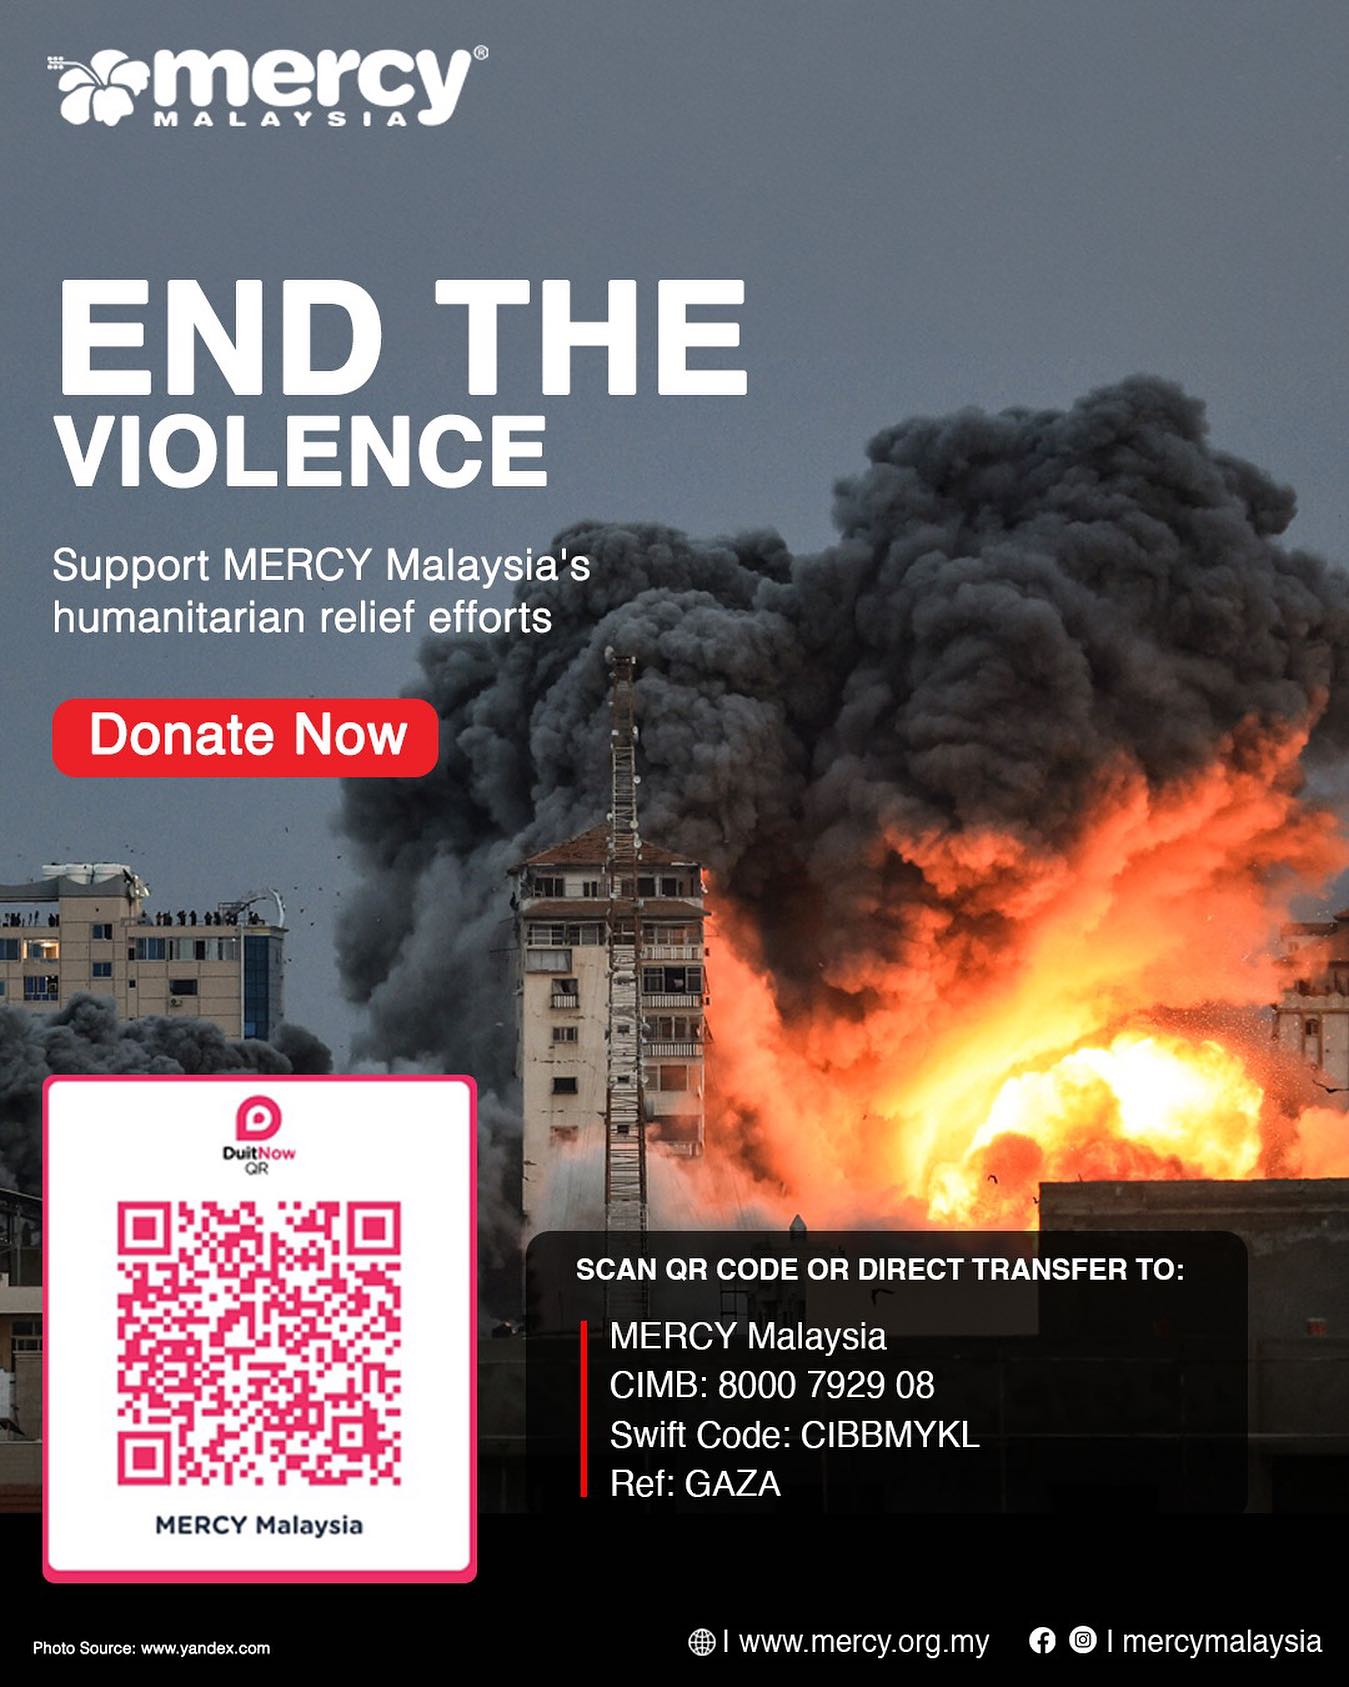 mercy®
MALAYSIA
END THE
VIOLENCE
Support MERCY Malaysia's
humanitarian relief efforts
Donate Now
DuitNow
QR
MERCY Malaysia
SCAN QR CODE OR DIRECT TRANSFER TO:
MERCY Malaysia
CIMB: 8000 7929 08
Swift Code: CIBBMYKL
Ref: GAZA
Photo Source: www.yandex.com
| www.mercy.org.my
| mercymalaysia